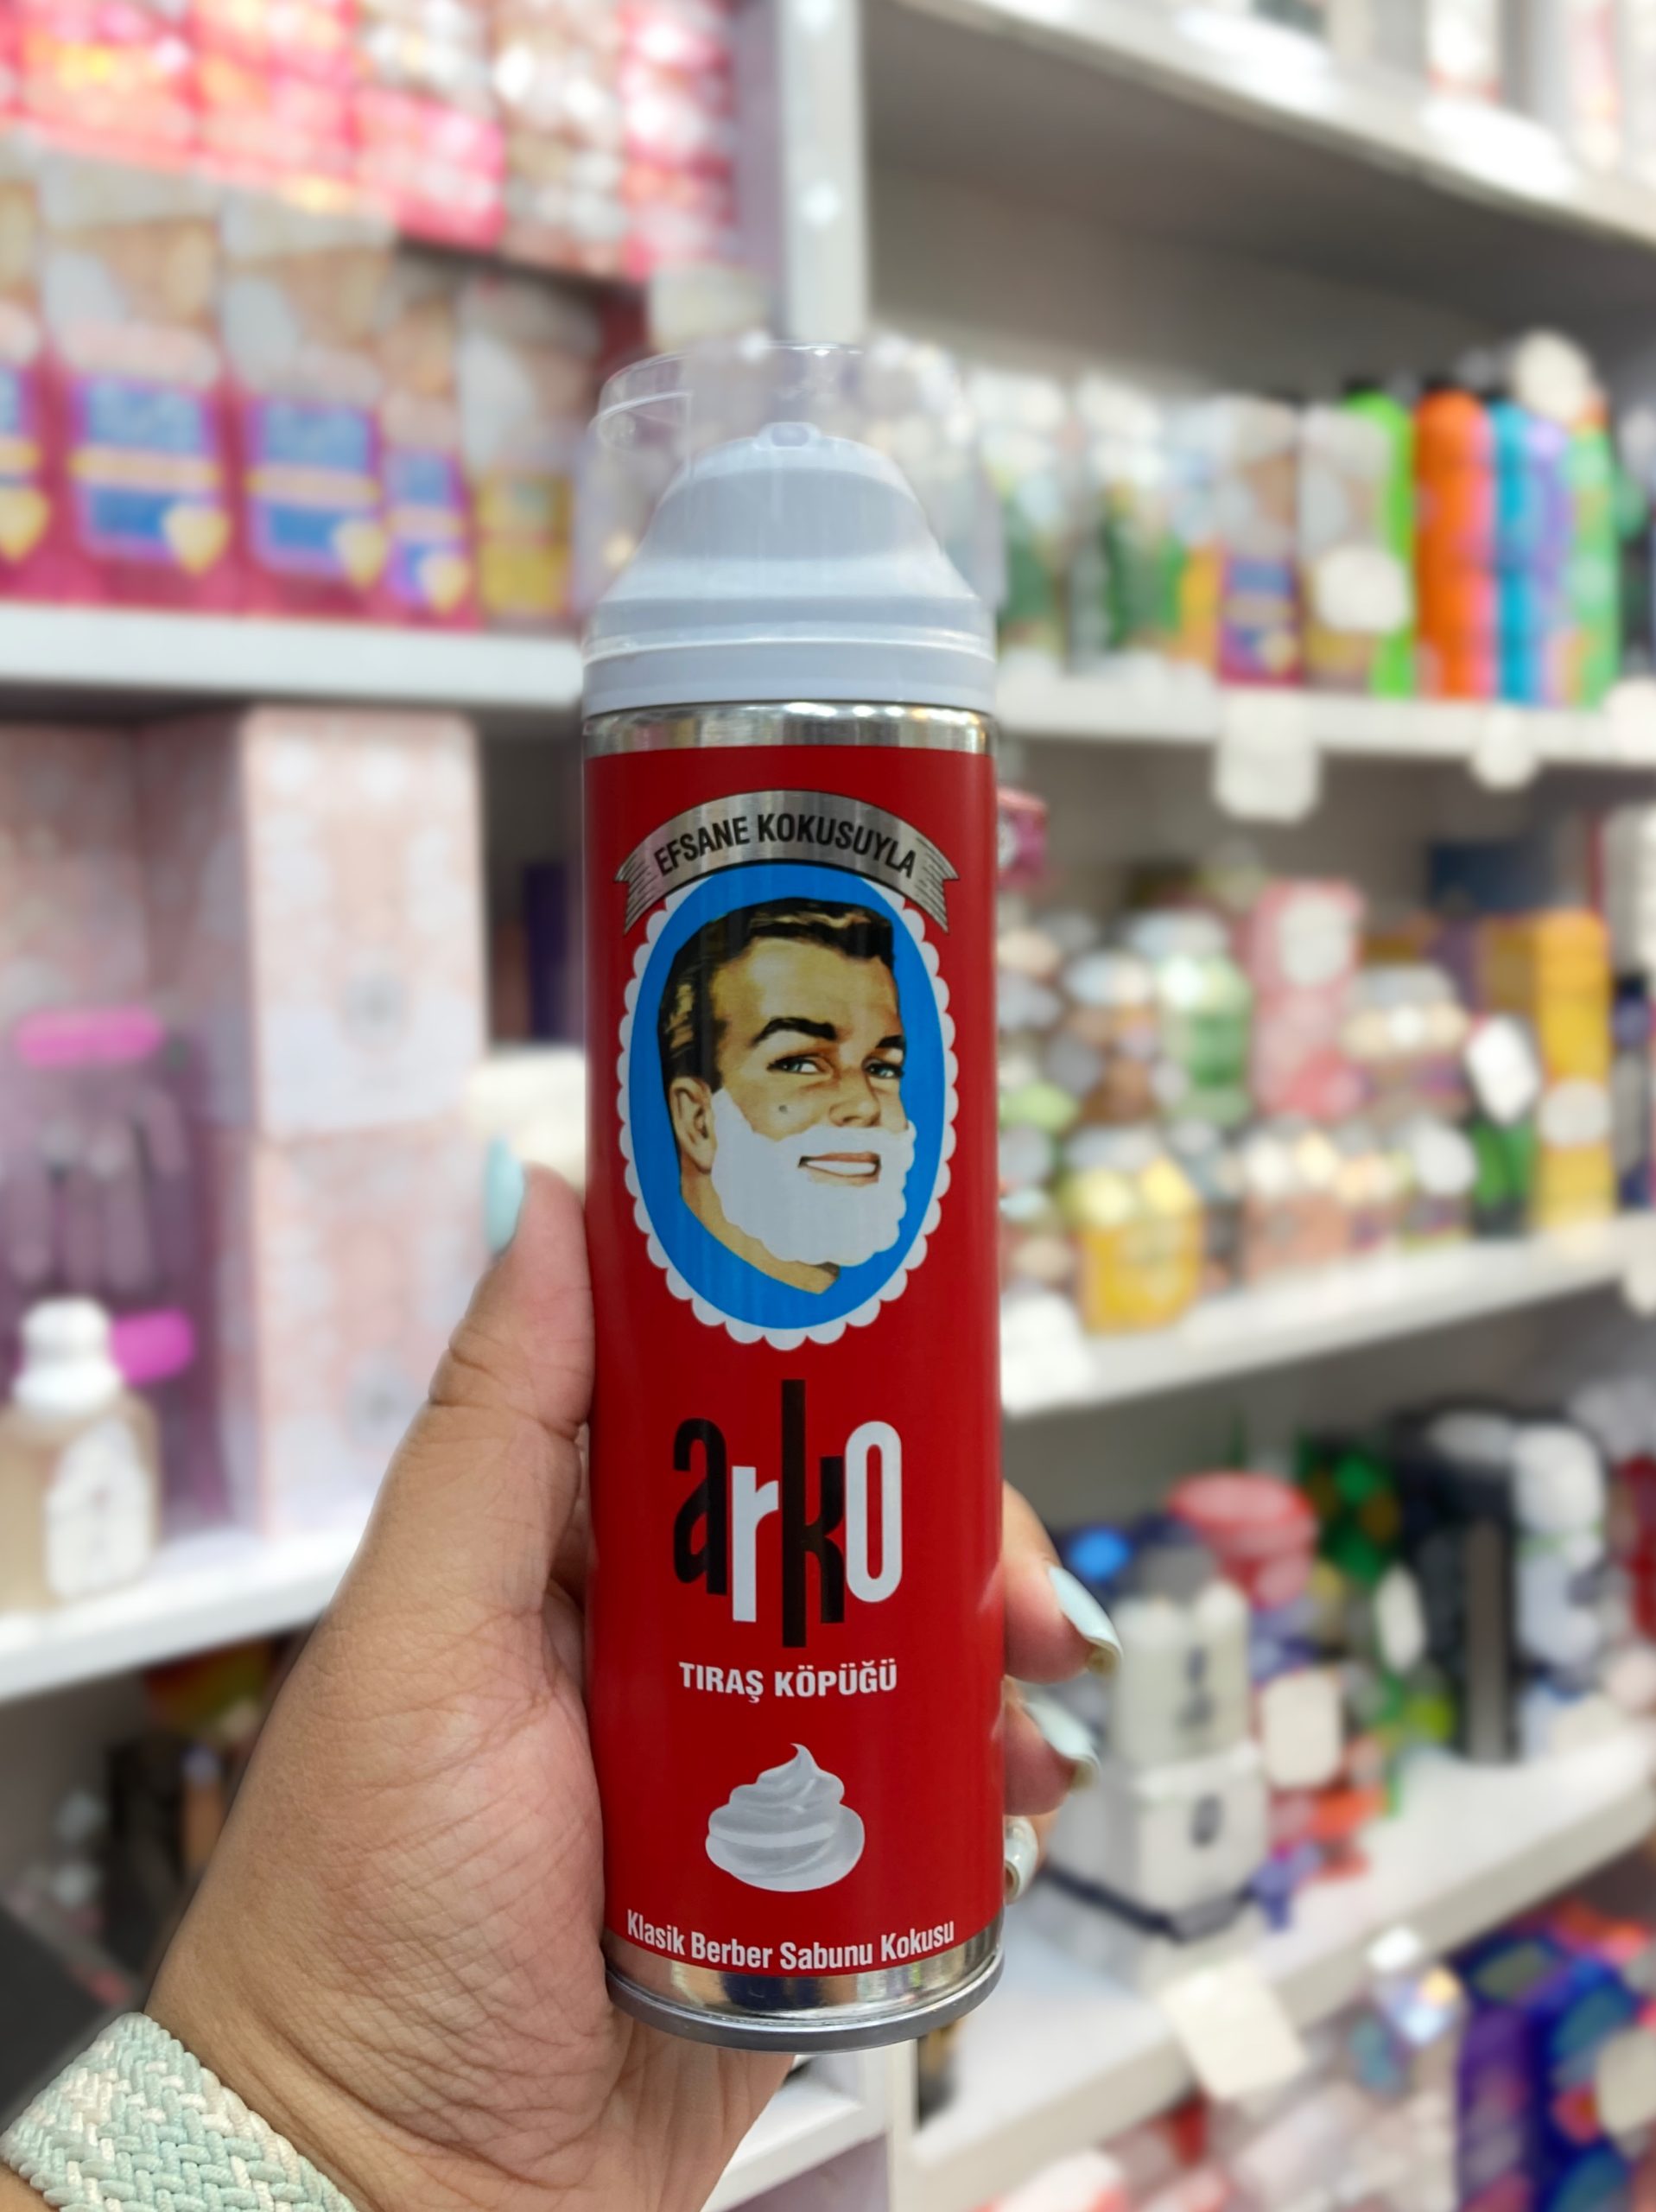 EFSANE KOKUSUYLA
arko
TIRAŞ KÖPÜĞÜ
Klasik Berber Sabunu Kokusu